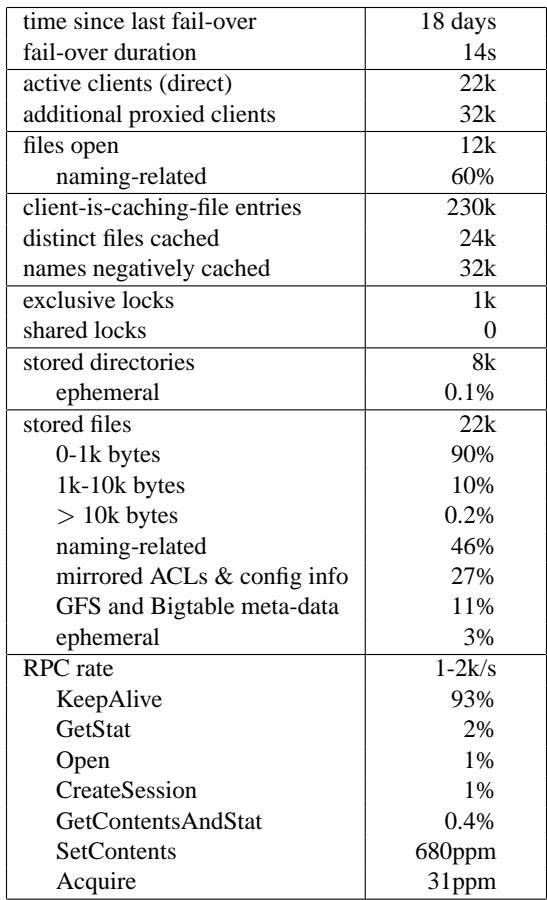 time since last fail-over 18 days
fail-over duration 14s
active clients (direct) 22k
additional proxied clients 32k
files open 12k
naming-related 60%
client-is-caching-file entries 230k
distinct files cached 24k
names negatively cached 32k
exclusive locks 1k
shared locks 0
stored directories 8k
ephemeral 0.1%
stored files 22k
0-1k bytes 90%
1k-10k bytes 10%
> 10k bytes 0.2%
naming-related 46%
mirrored ACLs & config info 27%
GFS and Bigtable meta-data 11%
ephemeral 3%
RPC rate 1-2k/s
KeepAlive 93%
GetStat 2%
Open 1%
CreateSession 1%
GetContentsAndStat 0.4%
SetContents 680ppm
Acquire 31ppm